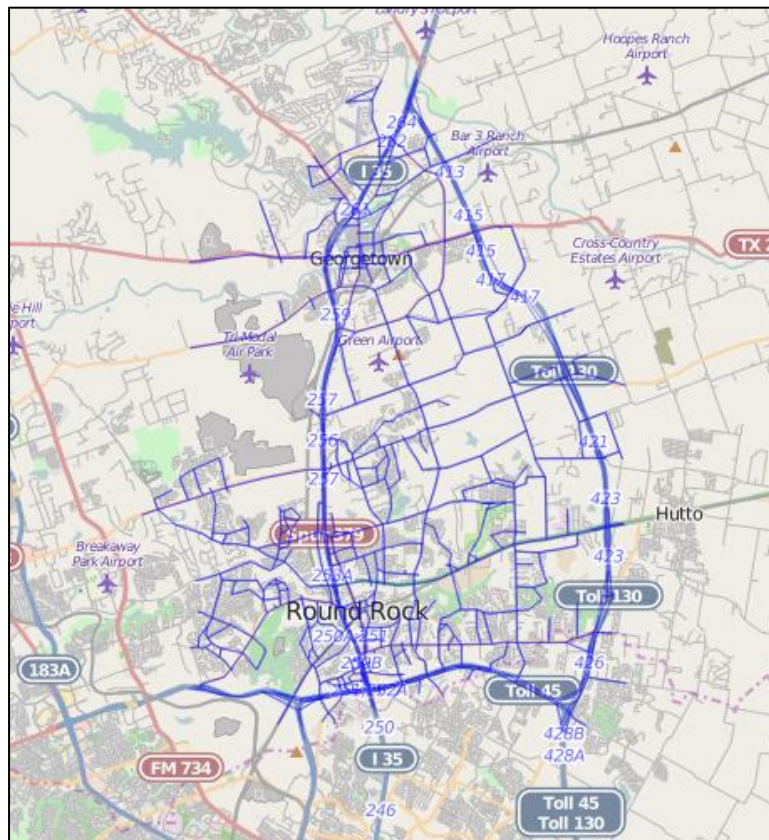 Hoopes Ranch
Airport
264
262
Bar 3 Ranch
Airport
I 35
413
415
TX 2
Georgetown
415
Cross-Country
Estates Airport
417
417
259
Tri Modal
Air Park
Green Airport
Toll 130
257
256
421
257
423
Hutto
Breakaway
Park Airport
423
Toll 130
Round Rock
183A
426
Toll 45
250
428B
428A
I 35
FM 734
246
Toll 45
Toll 130